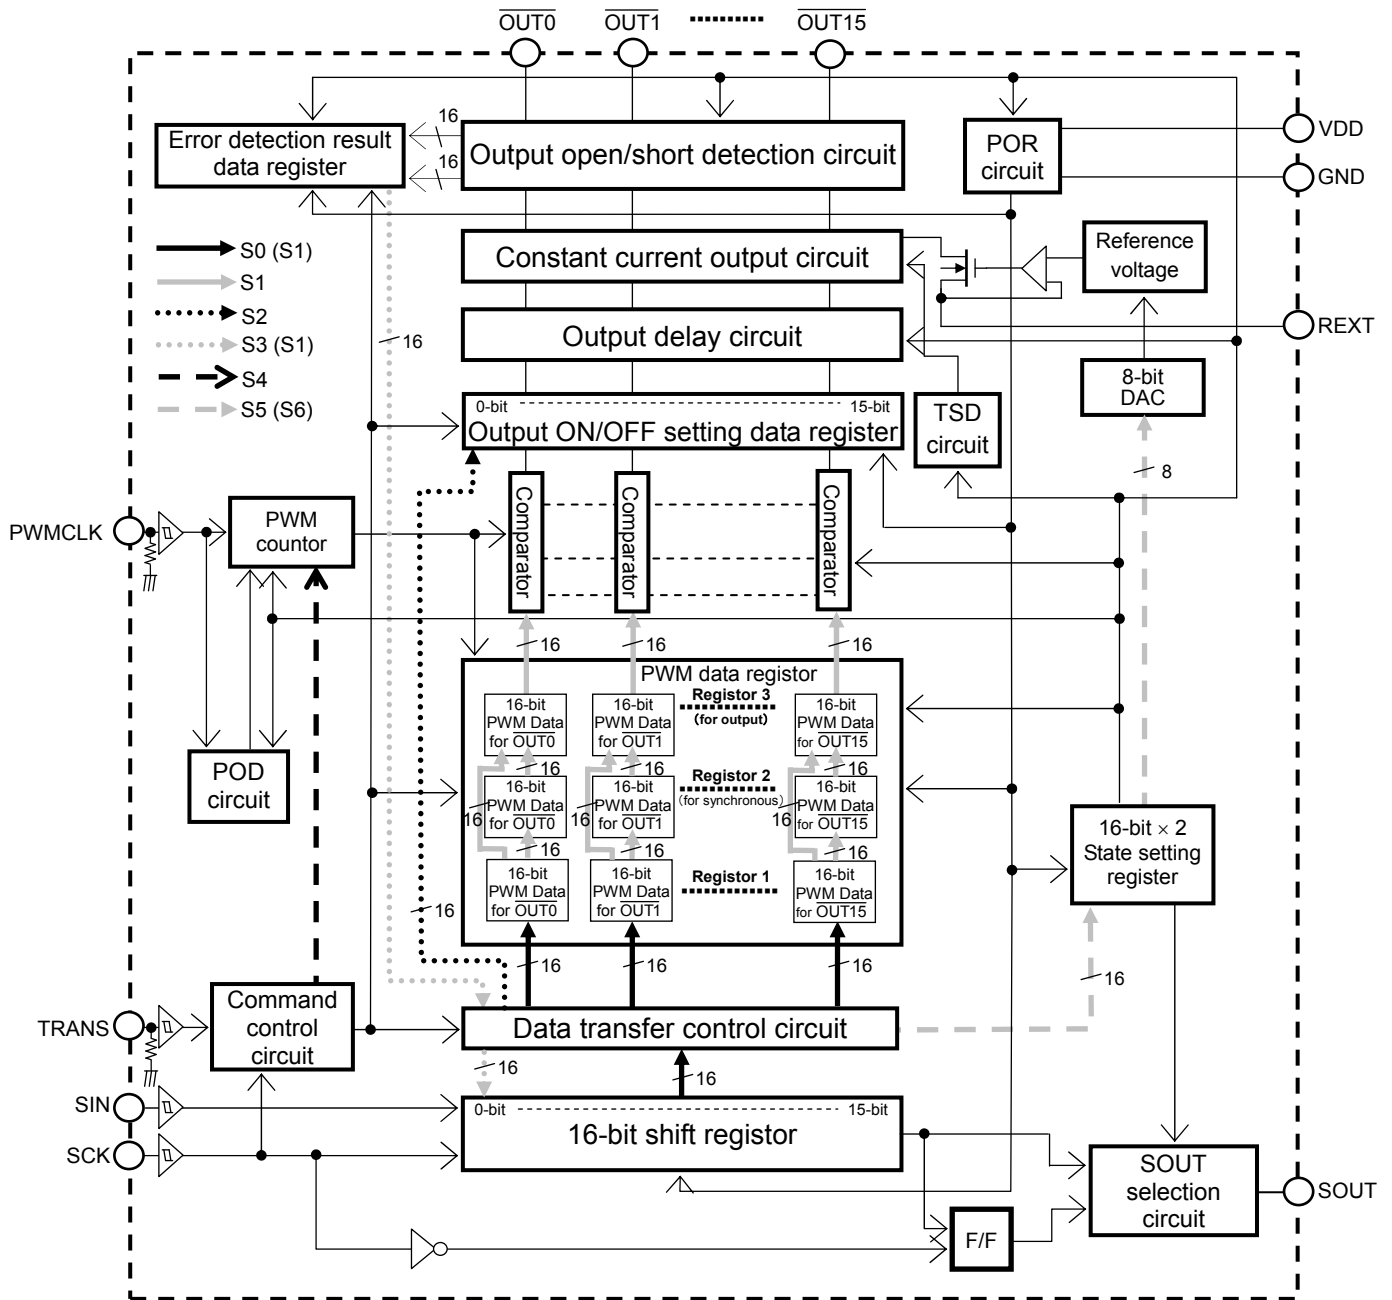 OUT0 OUT1 OUT15
Error detection result
data register
16
16
Output open/short detection circuit
POR
circuit
VDD
GND
S0 (S1)
S1
S2
S3 (S1)
S4
S5 (S6)
Constant current output circuit
Reference
voltage
REXT
16
Output delay circuit
8-bit
DAC
0-bit 15-bit
Output ON/OFF setting data register
TSD
circuit
8
PWMCLK
PWM
countor
Comparator
Comparator
Comparator
16 16 16
PWM data registor
16-bit
PWM Data
for OUT0
16-bit
PWM Data
for OUT1
Registor 3
(for output)
16-bit
PWM Data
for OUT15
16 16 16
POD
circuit
16
16-bit
PWM Data
for OUT0
16
16-bit
PWM Data
for OUT1
Registor 2
(for synchronous)
16
16-bit
PWM Data
for OUT15
16 16 16
16-bit
PWM Data
for OUT0
16-bit
PWM Data
for OUT1
Registor 1
16-bit
PWM Data
for OUT15
16-bit × 2
State setting
register
16
16 16 16
16
TRANS
Command
control
circuit
Data transfer control circuit
16
16
SIN
0-bit 15-bit
16-bit shift registor
SCK
SOUT
selection
circuit
SOUT
F/F